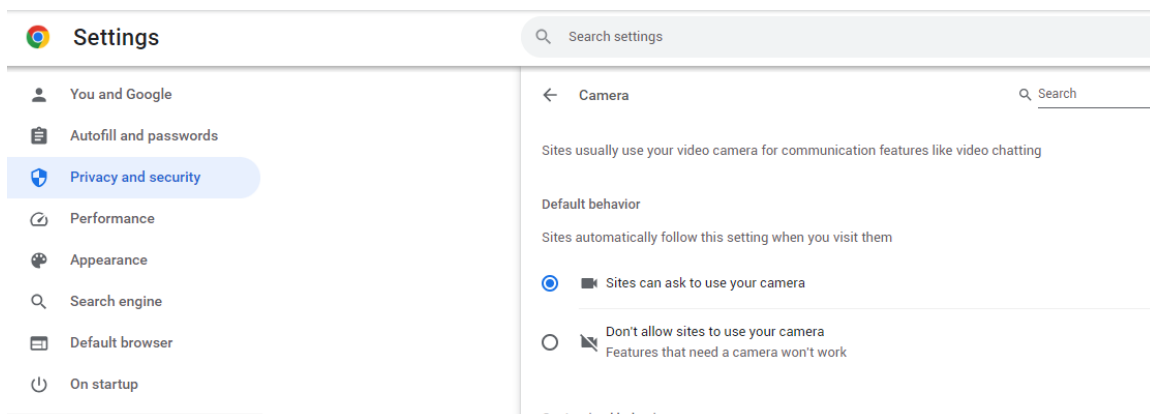 Settings
Search settings
You and Google
Autofill and passwords
Privacy and security
Performance
Appearance
Search engine
Default browser
On startup
Camera
Search
Sites usually use your video camera for communication features like video chatting
Default behavior
Sites automatically follow this setting when you visit them
Sites can ask to use your camera
Don't allow sites to use your camera
Features that need a camera won't work